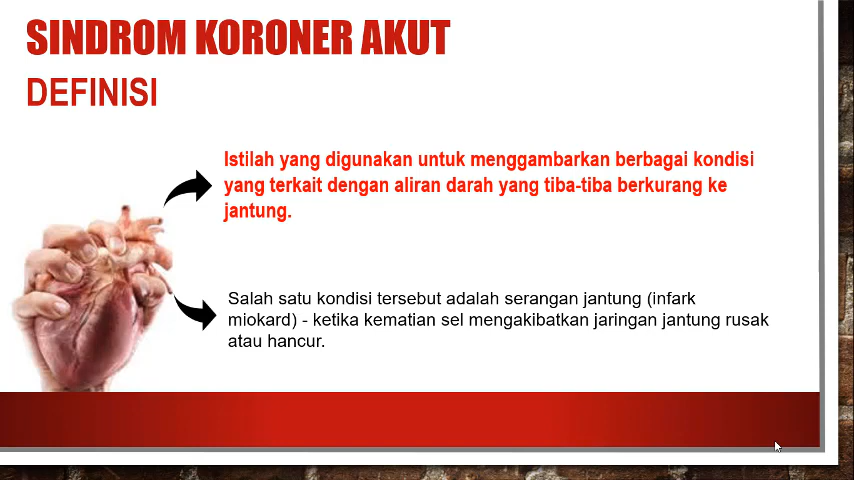 SINDROM KORONER AKUT
DEFINISI
Istilah yang digunakan untuk menggambarkan berbagai kondisi
yang terkait dengan aliran darah yang tiba-tiba berkurang ke
jantung.
Salah satu kondisi tersebut adalah serangan jantung (infark
miokard) - ketika kematian sel mengakibatkan jaringan jantung rusak
atau hancur.